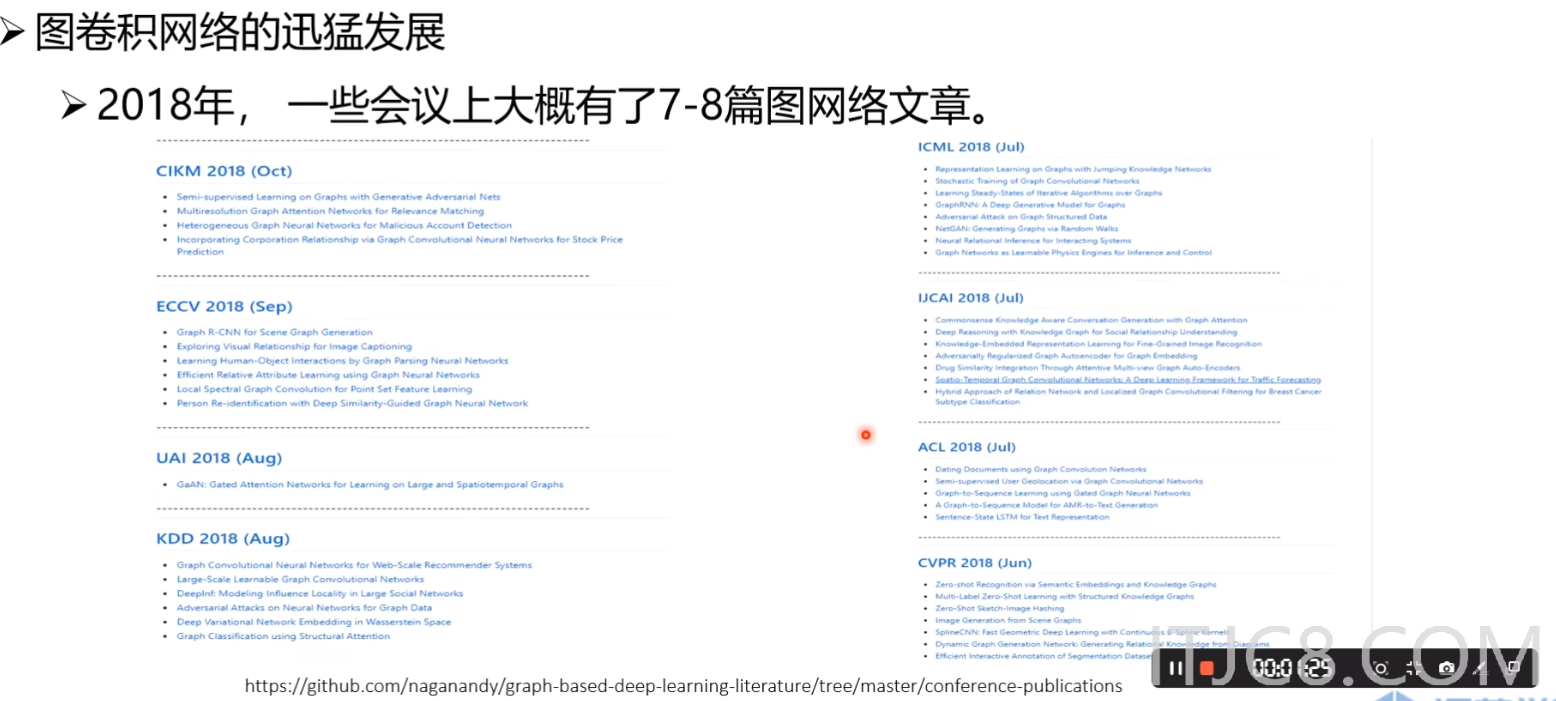 图卷积网络的迅猛发展
2018年， 一些会议上大概有了7-8篇图网络文章。
CIKM 2018 (Oct)
Semi-supervised Learning on Graphs with Generative Adversarial Nets
Multiresolution Graph Attention Networks for Relevance Matching
Heterogeneous Graph Neural Networks for Malicious Account Detection
Incorporating Corporation Relationship via Graph Convolutional Neural Networks for Stock Price
Prediction
ECCV 2018 (Sep)
Graph R-CNN for Scene Graph Generation
Exploring Visual Relationship for Image Captioning
Learning Human-Object Interactions by Graph Parsing Neural Networks
Efficient Relative Attribute Learning using Graph Neural Networks
Local Spectral Graph Convolution for Point Set Feature Learning
Person Re-identification with Deep Similarity-Guided Graph Neural Network
UAI 2018 (Aug)
GaAN: Gated Attention Networks for Learning on Large and Spatiotemporal Graphs
KDD 2018 (Aug)
Graph Convolutional Neural Networks for Web-Scale Recommender Systems
Large-Scale Learnable Graph Convolutional Networks
DeepInf: Modeling Influence Locality in Large Social Networks
Adversarial Attacks on Neural Networks for Graph Data
Deep Variational Network Embedding in Wasserstein Space
Graph Classification using Structural Attention
ICML 2018 (Jul)
Representation Learning on Graphs with Jumping Knowledge Networks
Stochastic Training of Graph Convolutional Networks
Learning Steady-States of Iterative Algorithms over Graphs
GraphRNN: A Deep Generative Model for Graphs
Adversarial Attack on Graph Structured Data
NetGAN: Generating Graphs via Random Walks
Neural Relational Inference for Interacting Systems
Graph Networks as Learnable Physics Engines for Inference and Control
IJCAI 2018 (Jul)
Commonsense Knowledge Aware Conversation Generation with Graph Attention
Deep Reasoning with Knowledge Graph for Social Relationship Understanding
Knowledge-Embedded Representation Learning for Fine-Grained Image Recognition
Adversarially Regularized Graph Autoencoder for Graph Embedding
Drug Similarity Integration Through Attentive Multi-view Graph Auto-Encoders
Spatio-Temporal Graph Convolutional Networks: A Deep Learning Framework for Traffic Forecasting
Hybrid Approach of Relation Network and Localized Graph Convolutional Filtering for Breast Cancer
Subtype Classification
ACL 2018 (Jul)
Dating Documents using Graph Convolution Networks
Semi-supervised User Geolocation via Graph Convolutional Networks
Graph-to-Sequence Learning using Gated Graph Neural Networks
A Graph-to-Sequence Model for AMR-to-Text Generation
Sentence-State LSTM for Text Representation
CVPR 2018 (Jun)
Zero-shot Recognition via Semantic Embeddings and Knowledge Graphs
Multi-Label Zero-Shot Learning with Structured Knowledge Graphs
Zero-Shot Sketch-Image Hashing
Image Generation from Scene Graphs
SplineCNN: Fast Geometric Deep Learning with Continuous B-Spline Kernels
Dynamic Graph Generation Network: Generating Relational Knowledge from Diagrams
Efficient Interactive Annotation of Segmentation Datase
https://github.com/naganandy/graph-based-deep-learning-literature/tree/master/conference-publications
00:01:25
ITJC8.COM